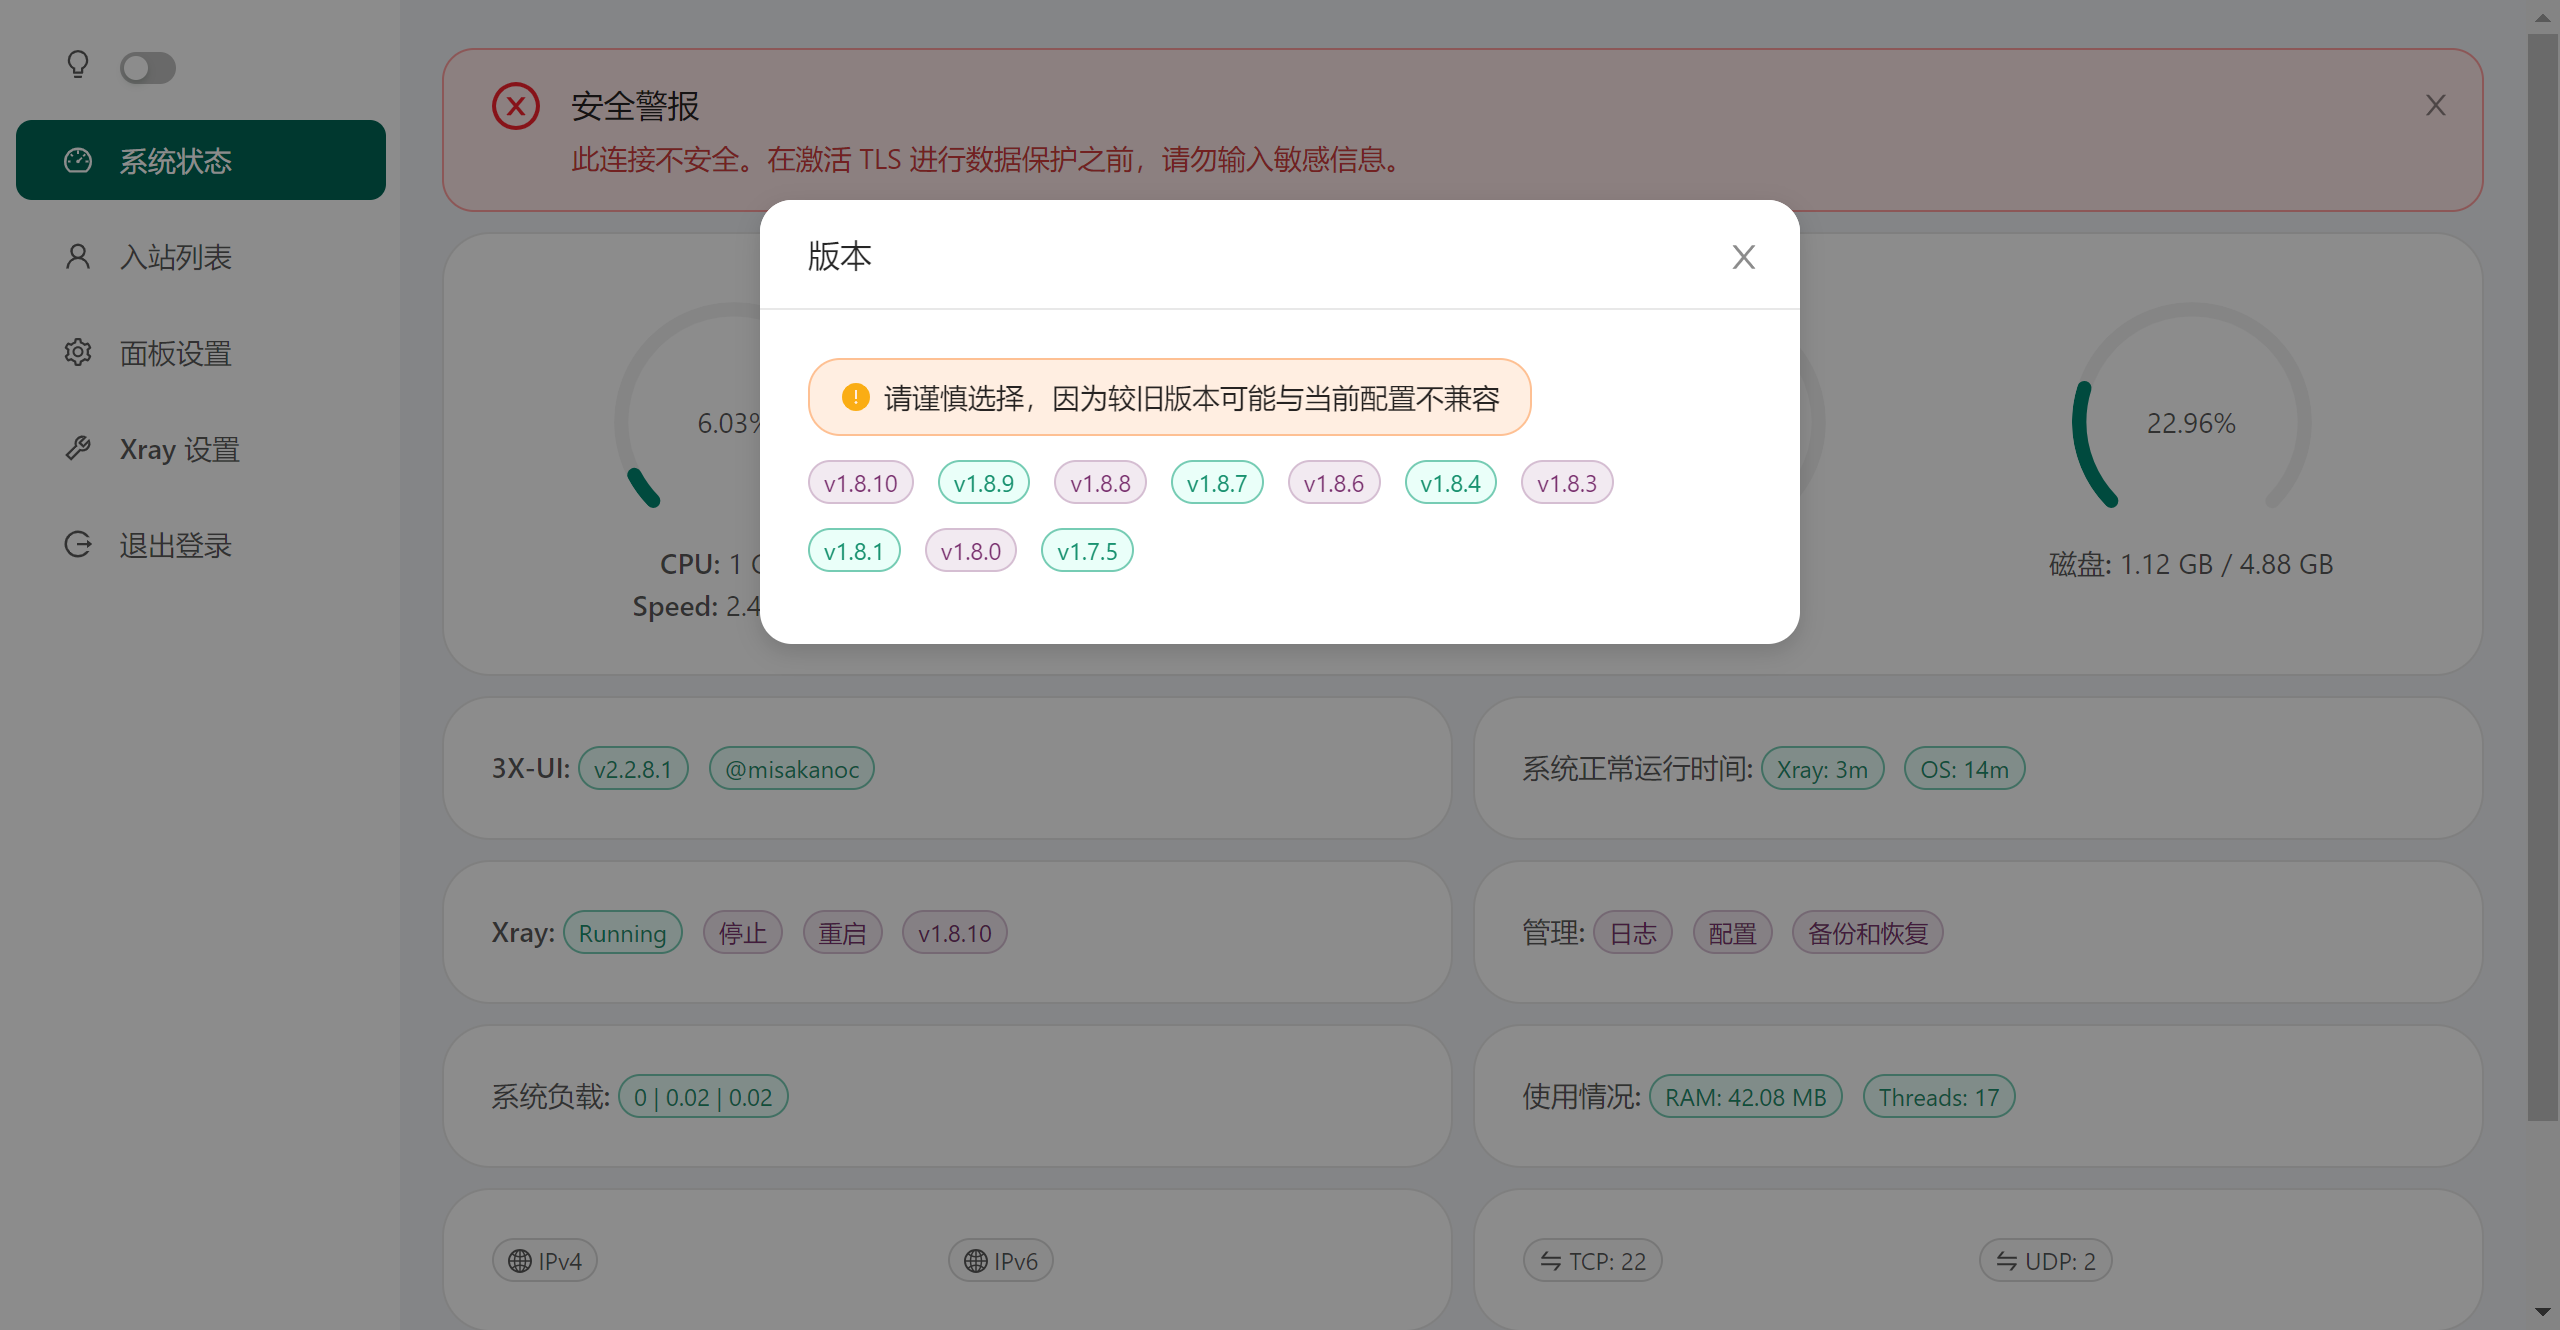 系统状态
入站列表
面板设置
Xray 设置
退出登录
安全警报
此连接不安全。在激活 TLS 进行数据保护之前，请勿输入敏感信息。
版本
请谨慎选择，因为较旧版本可能与当前配置不兼容
v1.8.10 v1.8.9 v1.8.8 v1.8.7 v1.8.6 v1.8.4 v1.8.3
v1.8.1 v1.8.0 v1.7.5
6.03%
CPU: 1
Speed: 2.4
22.96%
磁盘: 1.12 GB / 4.88 GB
3X-UI: v2.2.8.1 @misakanoc
系统正常运行时间: Xray: 3m OS: 14m
Xray: Running 停止 重启 v1.8.10
管理: 日志 配置 备份和恢复
系统负载: 0 | 0.02 | 0.02
使用情况: RAM: 42.08 MB Threads: 17
IPv4 IPv6
TCP: 22 UDP: 2